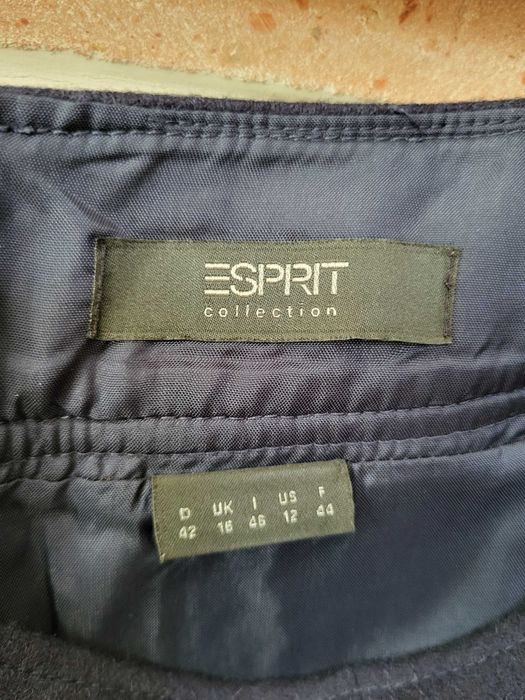 ESPRIT
collection
D UK I US F
42 16 46 12 44